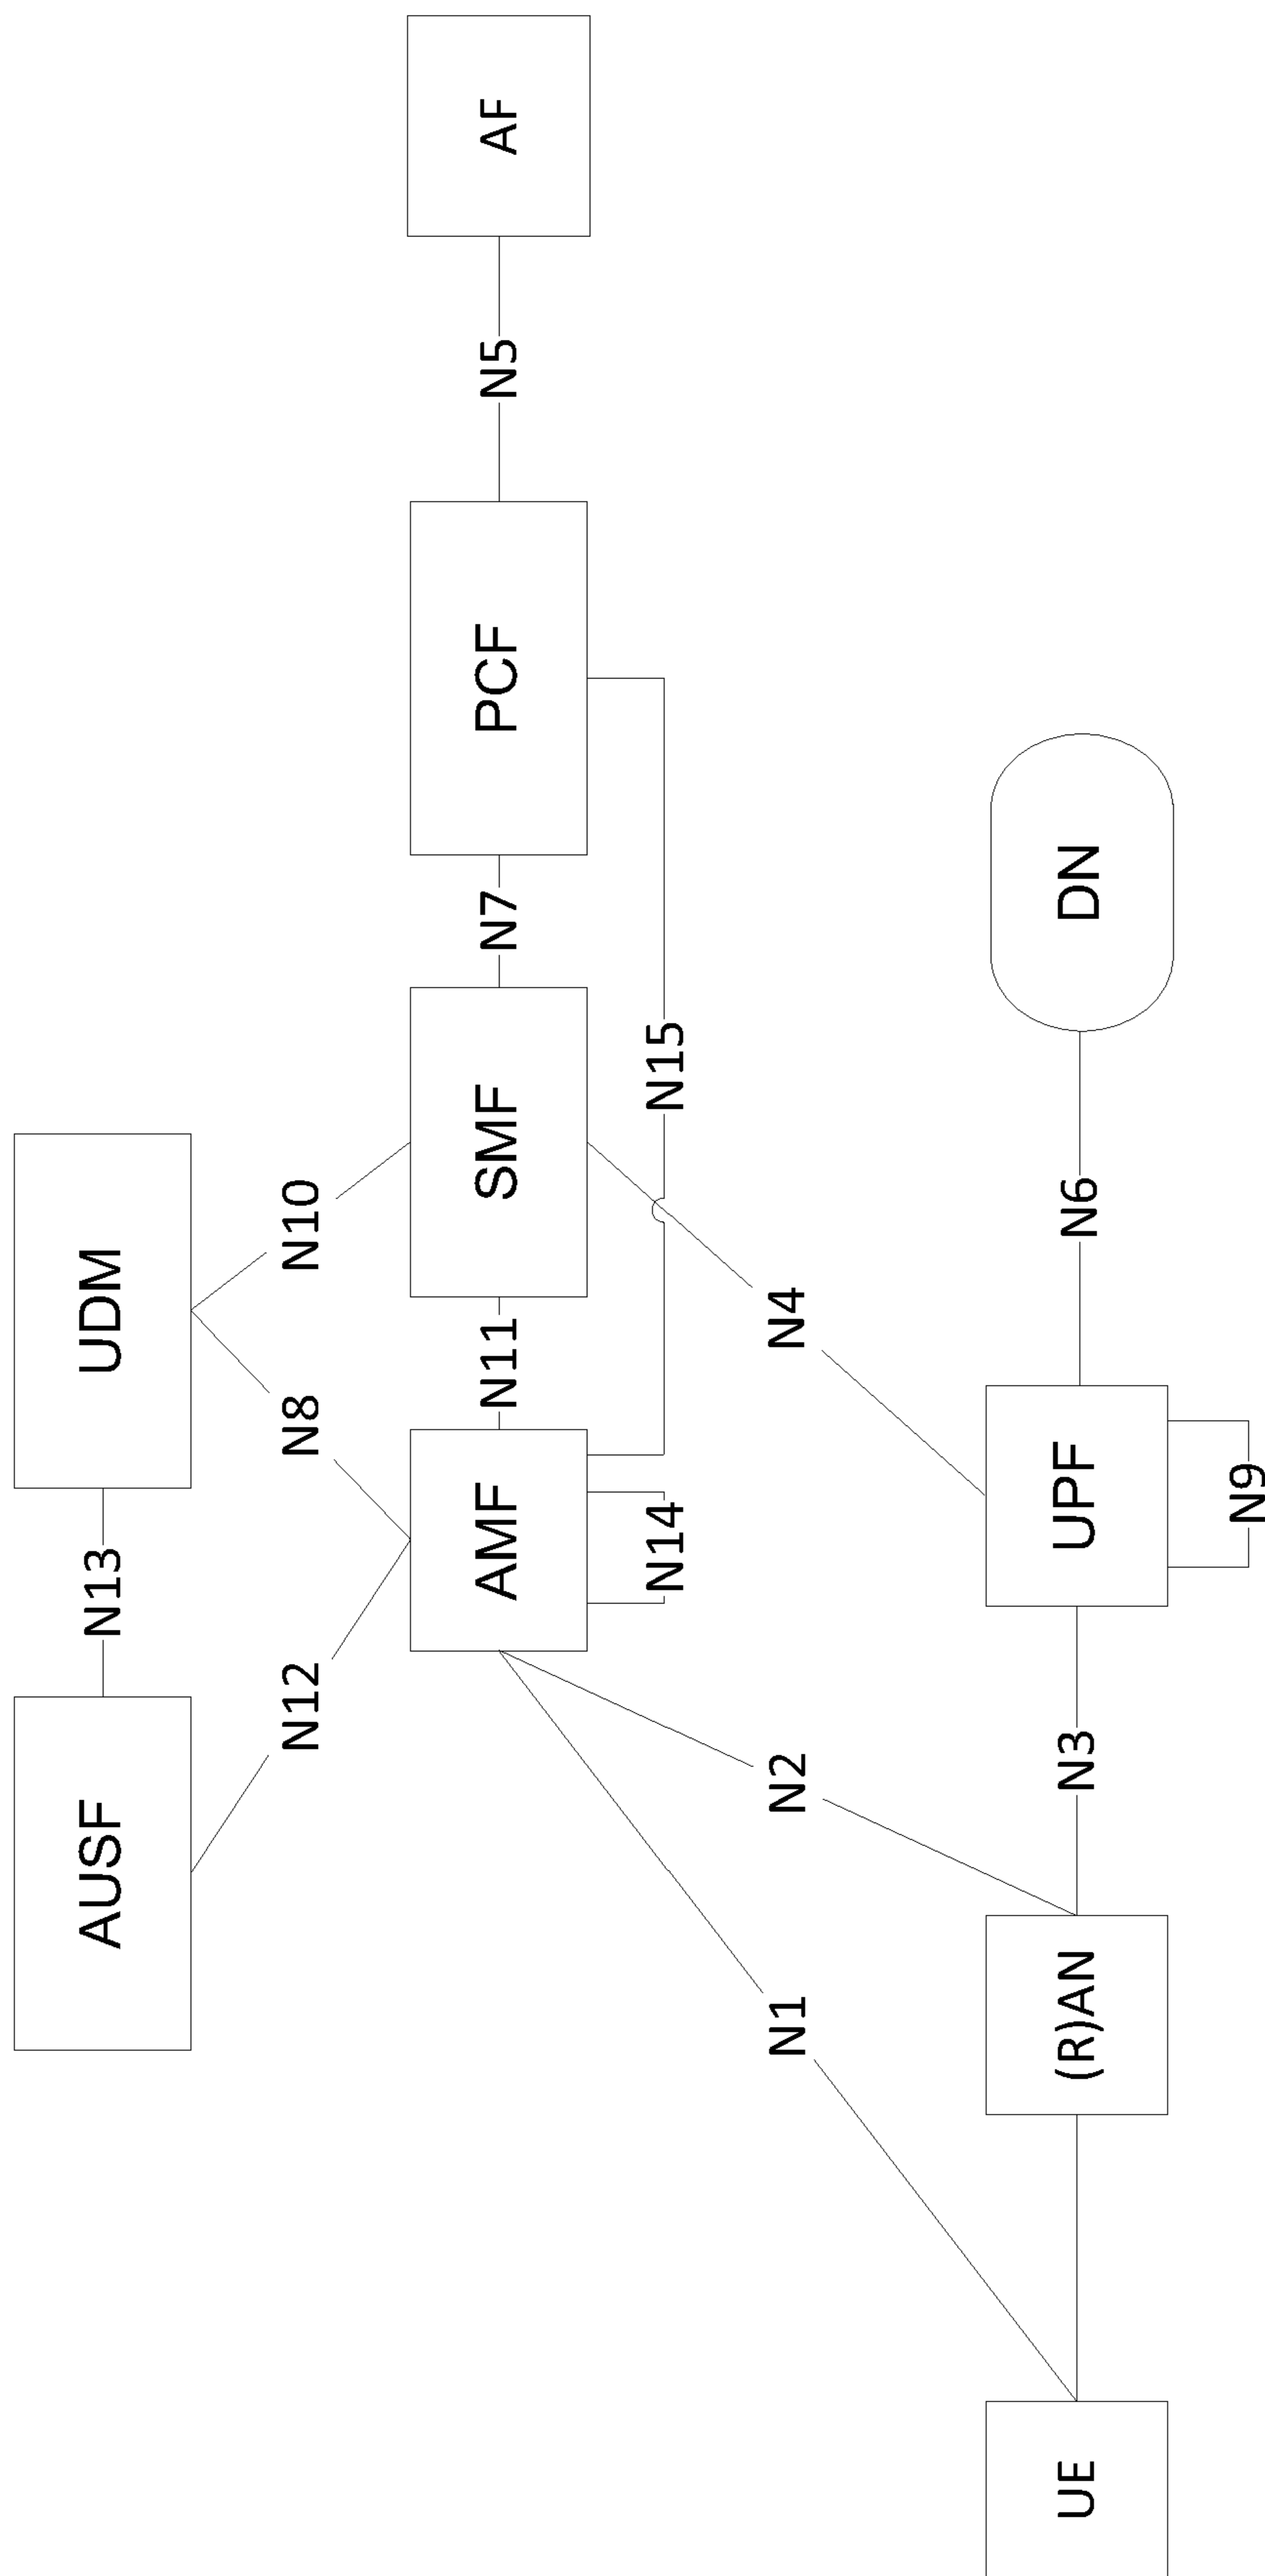 AUSF
N13
UDM
N12
N8
N10
AMF
N11
SMF
N7
PCF
N5
AF
N14
N15
N1
N2
N4
UE
(R)AN
N3
UPF
N6
DN
N9